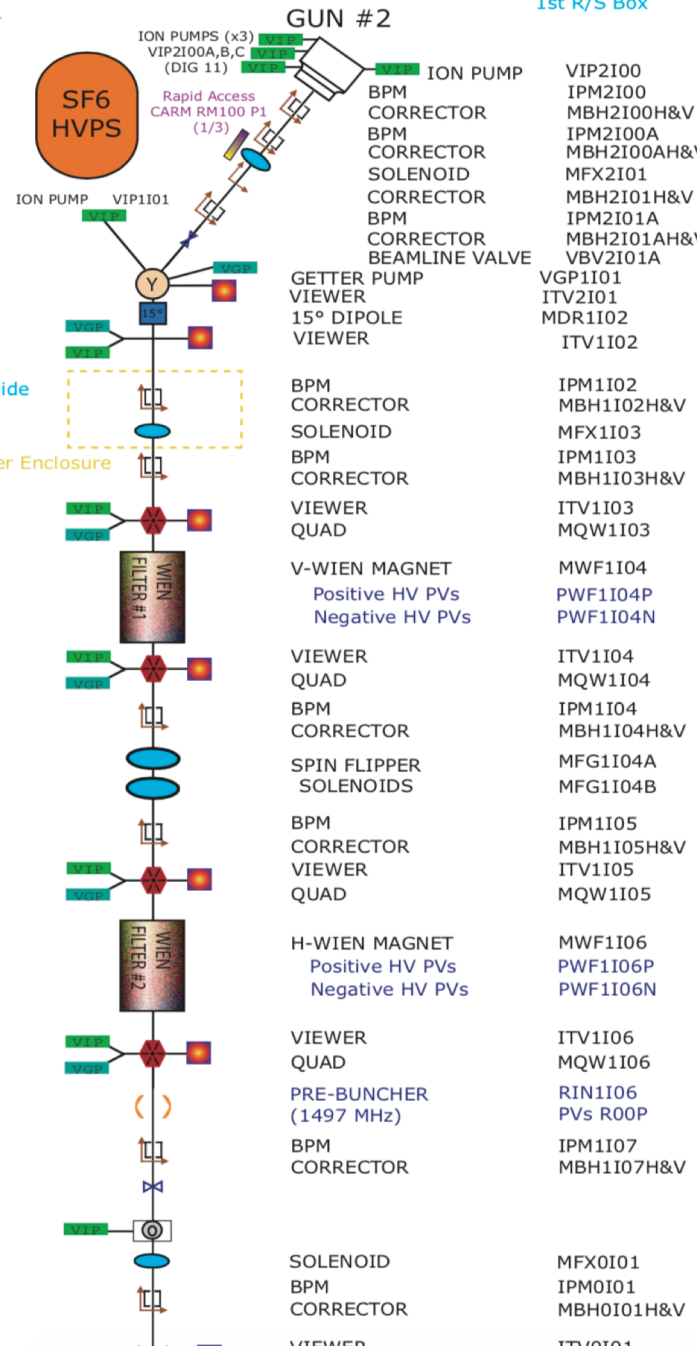 1st R/S Box
GUN #2
ION PUMPS (x3) VIP
VIP2I00A,B,C VIP
(DIG 11) VIP
VIP ION PUMP VIP2I00
BPM IPM2I00
CORRECTOR MBH2I00H&V
BPM IPM2I00A
CORRECTOR MBH2I00AH&V
SOLENOID MFX2I01
CORRECTOR MBH2I01H&V
BPM IPM2I01A
CORRECTOR MBH2I01AH&V
BEAMLINE VALVE VBV2I01A
SF6
HVPS
Rapid Access
CARM RM100 P1
(1/3)
ION PUMP VIP1I01
VIP
VGP
Y
GETTER PUMP VGP1I01
VIEWER ITV2I01
15°
15° DIPOLE MDR1I02
VGP
VIP
VIEWER ITV1I02
ide
BPM IPM1I02
CORRECTOR MBH1I02H&V
SOLENOID MFX1I03
er Enclosure
BPM IPM1I03
CORRECTOR MBH1I03H&V
VIP
VGP
VIEWER ITV1I03
QUAD MQW1I03
WIEN
FILTER #1
V-WIEN MAGNET MWF1I04
Positive HV PVs PWF1I04P
Negative HV PVs PWF1I04N
VIP
VGP
VIEWER ITV1I04
QUAD MQW1I04
BPM IPM1I04
CORRECTOR MBH1I04H&V
SPIN FLIPPER MFG1I04A
SOLENOIDS MFG1I04B
BPM IPM1I05
CORRECTOR MBH1I05H&V
VIP
VGP
VIEWER ITV1I05
QUAD MQW1I05
WIEN
FILTER #2
H-WIEN MAGNET MWF1I06
Positive HV PVs PWF1I06P
Negative HV PVs PWF1I06N
VIP
VGP
VIEWER ITV1I06
QUAD MQW1I06
PRE-BUNCHER RIN1I06
(1497 MHz) PVs R00P
BPM IPM1I07
CORRECTOR MBH1I07H&V
VIP
O
SOLENOID MFX0I01
BPM IPM0I01
CORRECTOR MBH0I01H&V
VIEWER ITV0I01